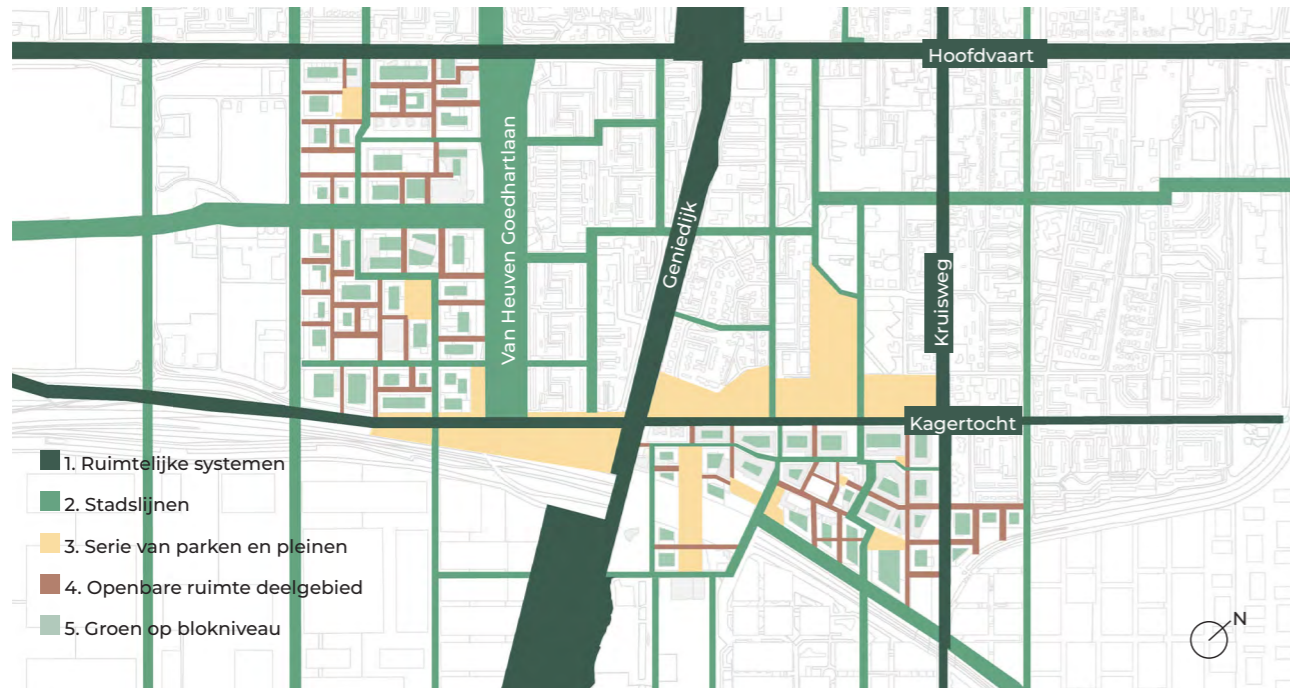 Hoofdvaart
Van Heuven Goedhartlaan
Geniedijk
Kruisweg
Kagertocht
1. Ruimtelijke systemen
2. Stadslijnen
3. Serie van parken en pleinen
4. Openbare ruimte deelgebied
5. Groen op blokniveau
N